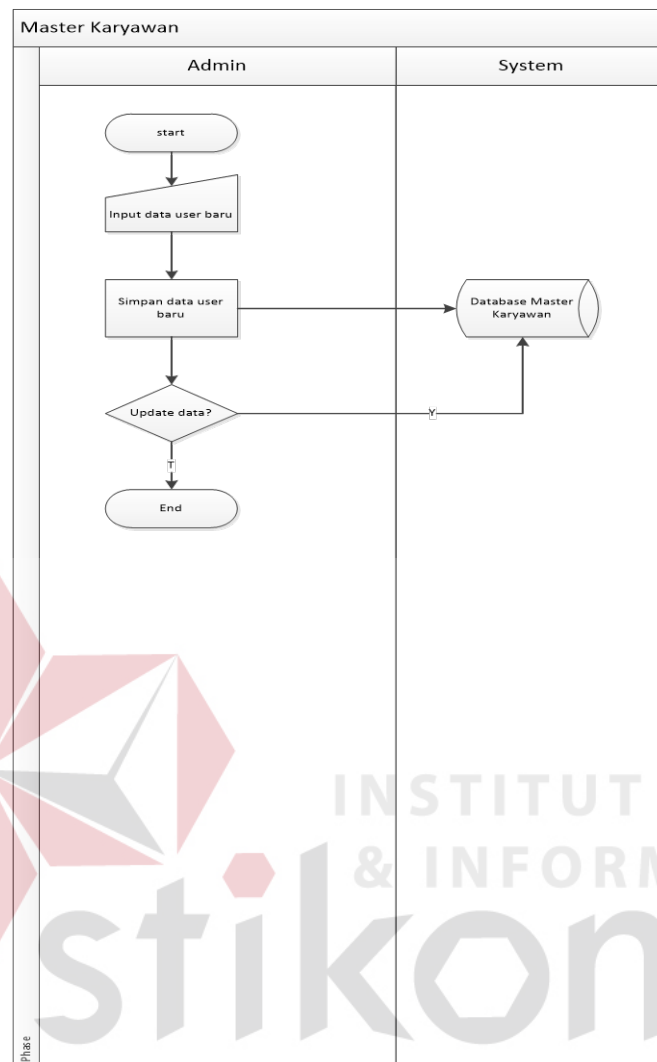 Master Karyawan
Admin
System
start
Input data user baru
Simpan data user
baru
Database Master
Karyawan
Update data?
Y
T
End
INSTITUT
& INFORM
stikom
Phase